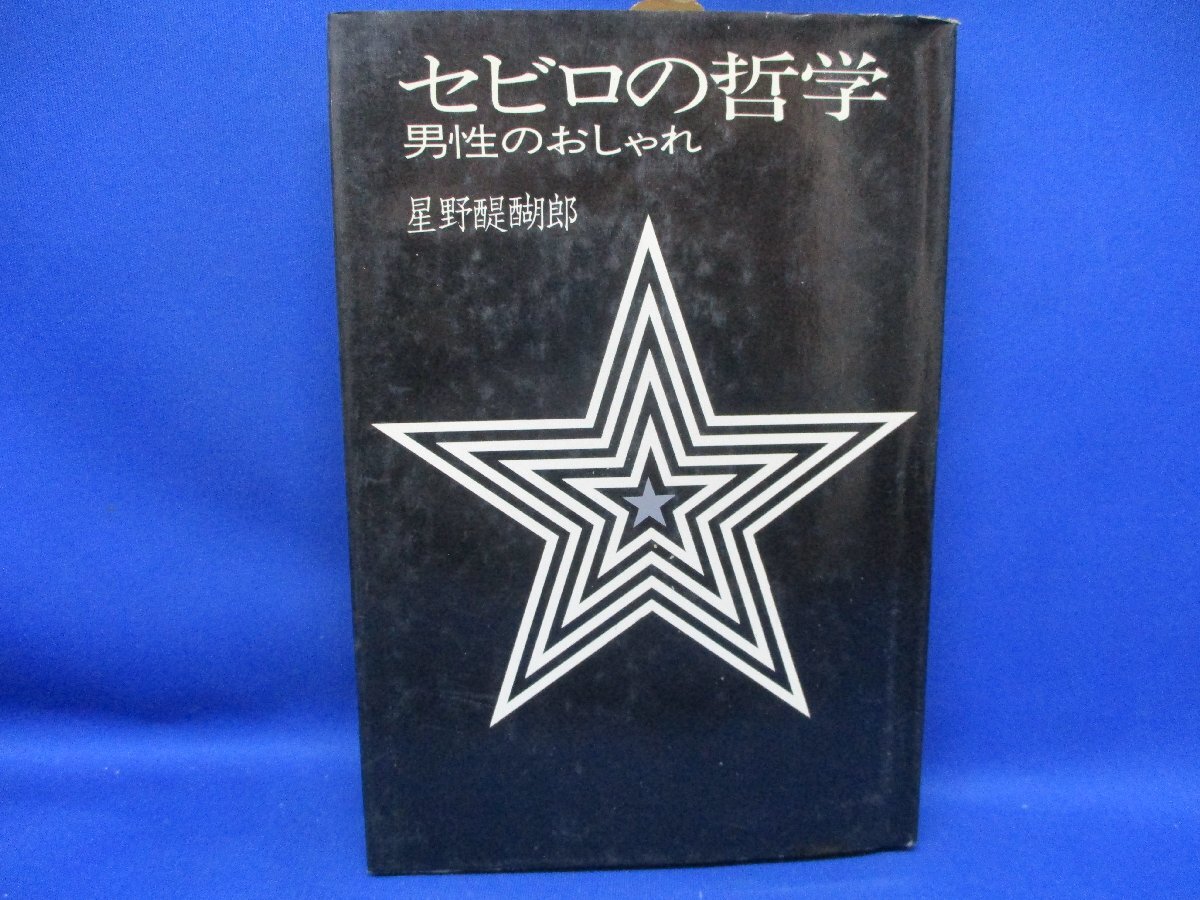 セビロの哲学
男性のおしゃれ
星野醍醐郎